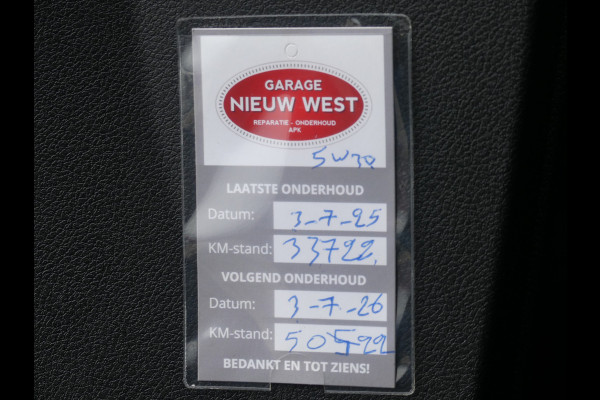 GARAGE
NIEUW WEST
REPARATIE - ONDERHOUD
APK
5W30
LAATSTE ONDERHOUD
Datum: 3-7-25
KM-stand: 33722.
VOLGEND ONDERHOUD
Datum: 3-7-26
KM-stand: 50522
BEDANKT EN TOT ZIENS!